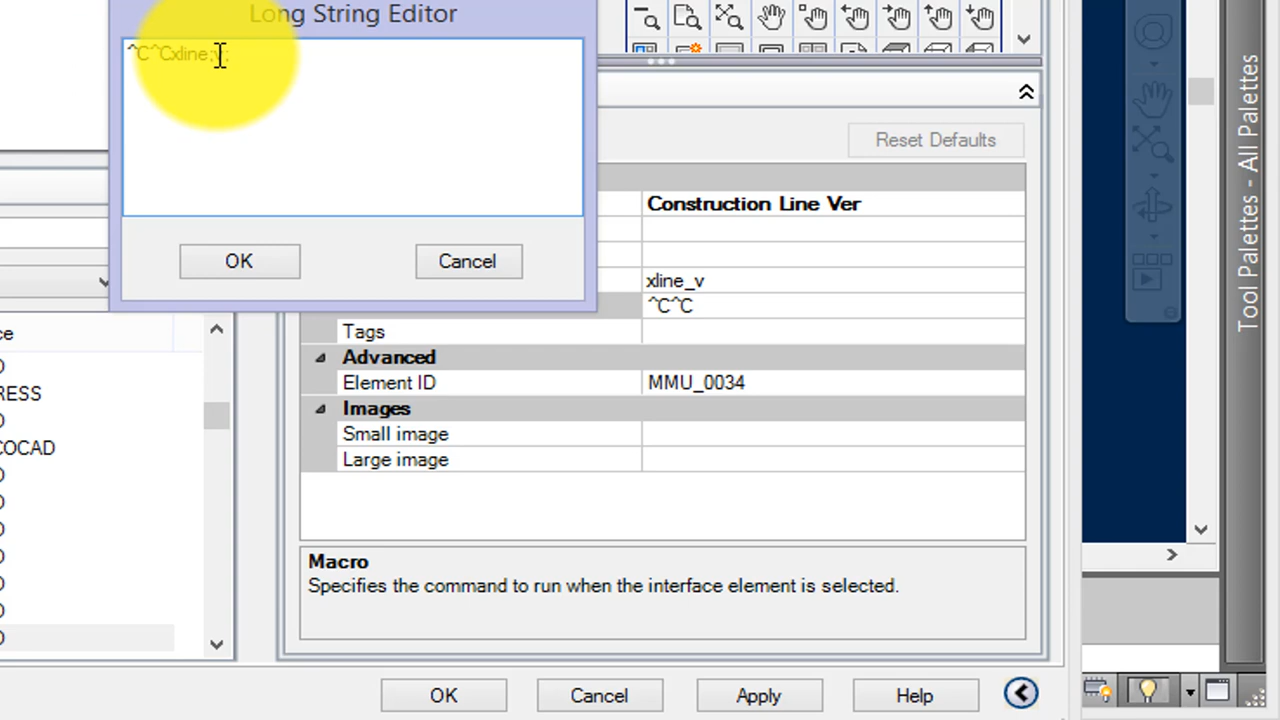 Long String Editor
^C^Cxline;v;
OK
Cancel
Reset Defaults
Construction Line Ver
xline_v
^C^C
Tags
Advanced
Element ID
MMU_0034
Images
Small image
Large image
Macro
Specifies the command to run when the interface element is selected.
OK
Cancel
Apply
Help
ce
RESS
OCAD
Tool Palettes - All Palettes